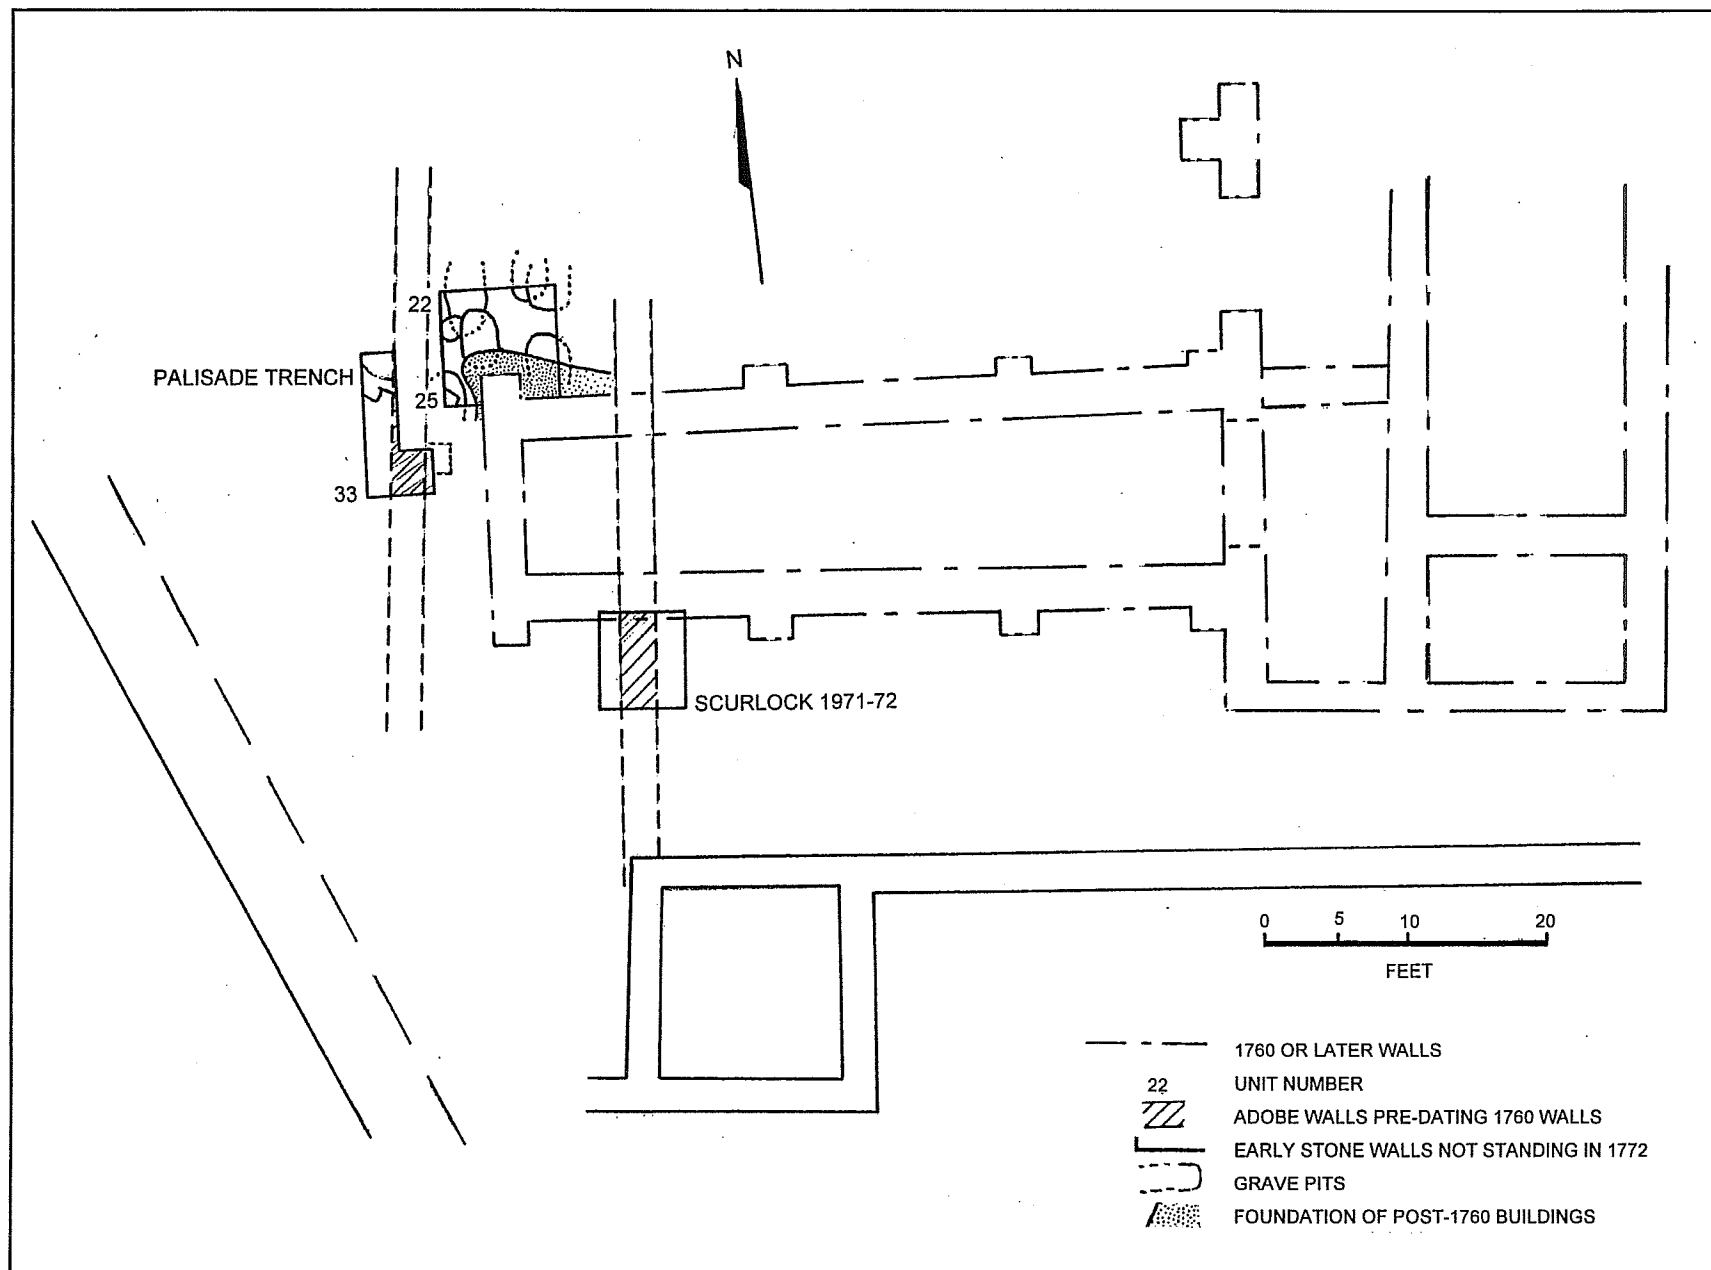 N
22
PALISADE TRENCH
25
33
SCURLOCK 1971-72
0 5 10 20
FEET
1760 OR LATER WALLS
22 UNIT NUMBER
ADOBE WALLS PRE-DATING 1760 WALLS
EARLY STONE WALLS NOT STANDING IN 1772
GRAVE PITS
FOUNDATION OF POST-1760 BUILDINGS